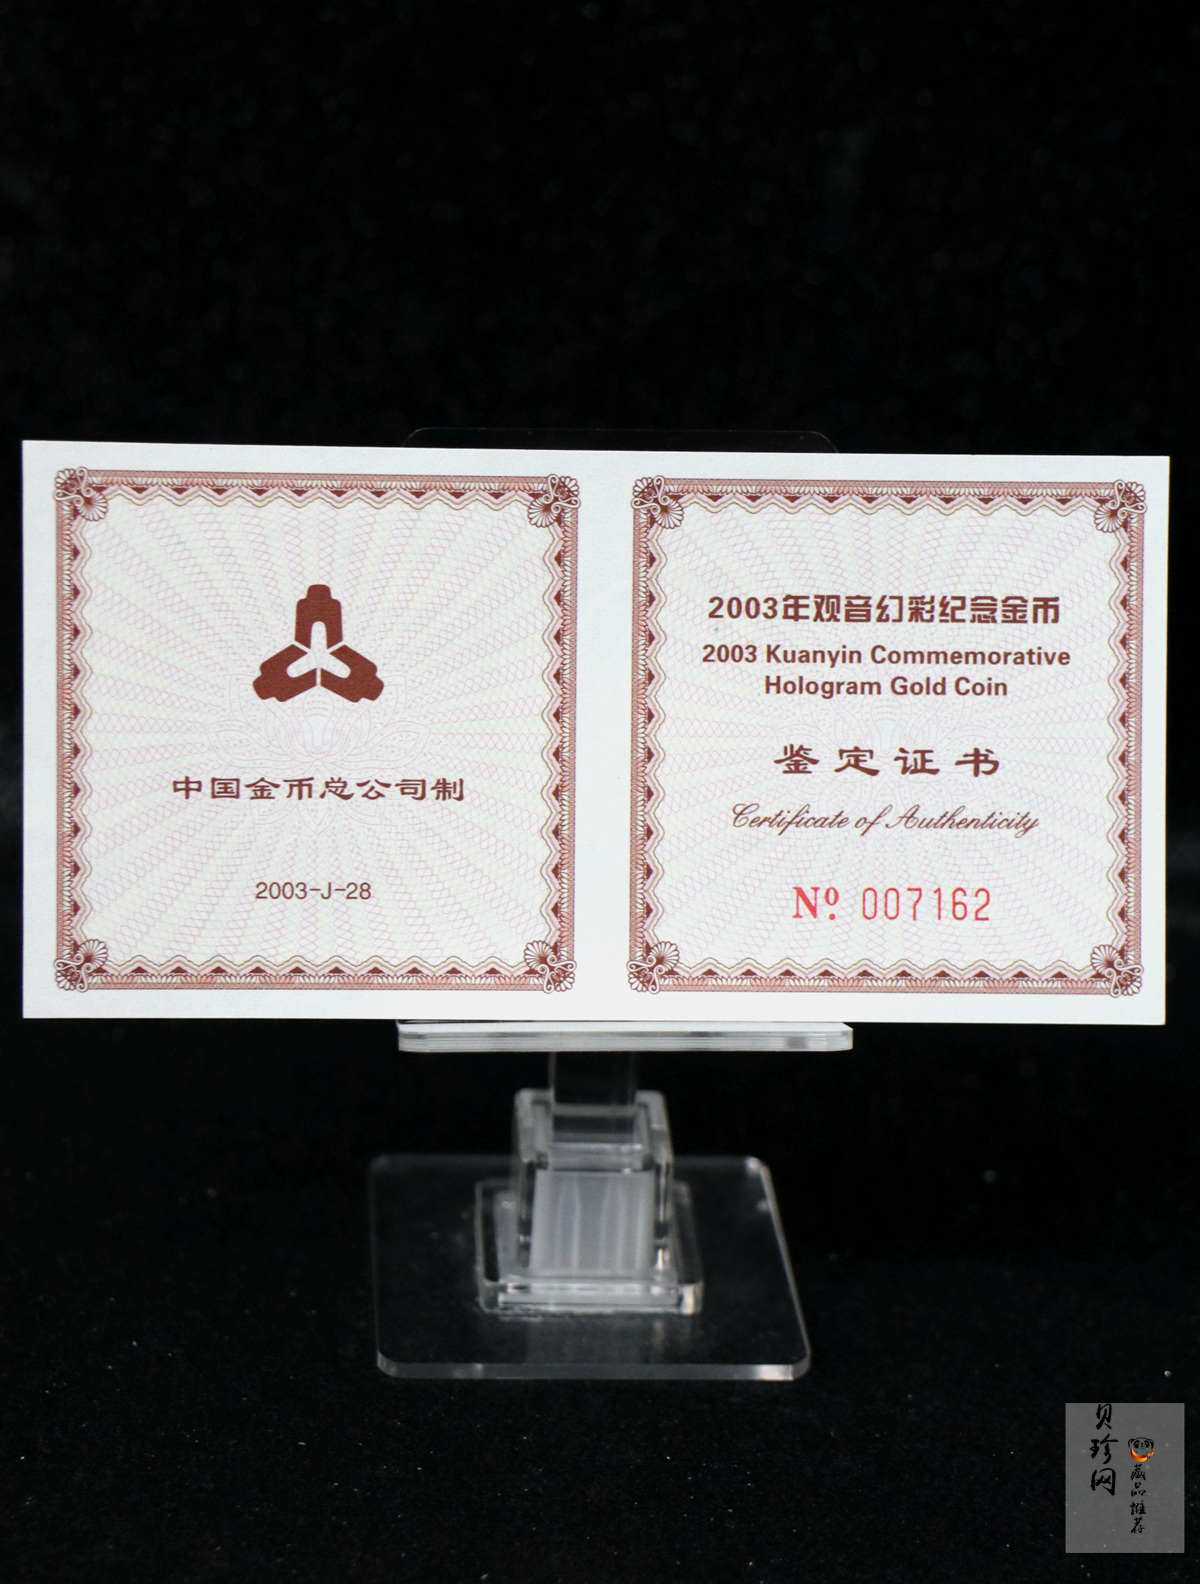 中国金币总公司制
2003-J-28
2003年观音幻彩纪念金币
2003 Kuanyin Commemorative
Hologram Gold Coin
鉴定证书
Certificate of Authenticity
Nº 007162
贝珍网
藏品推荐